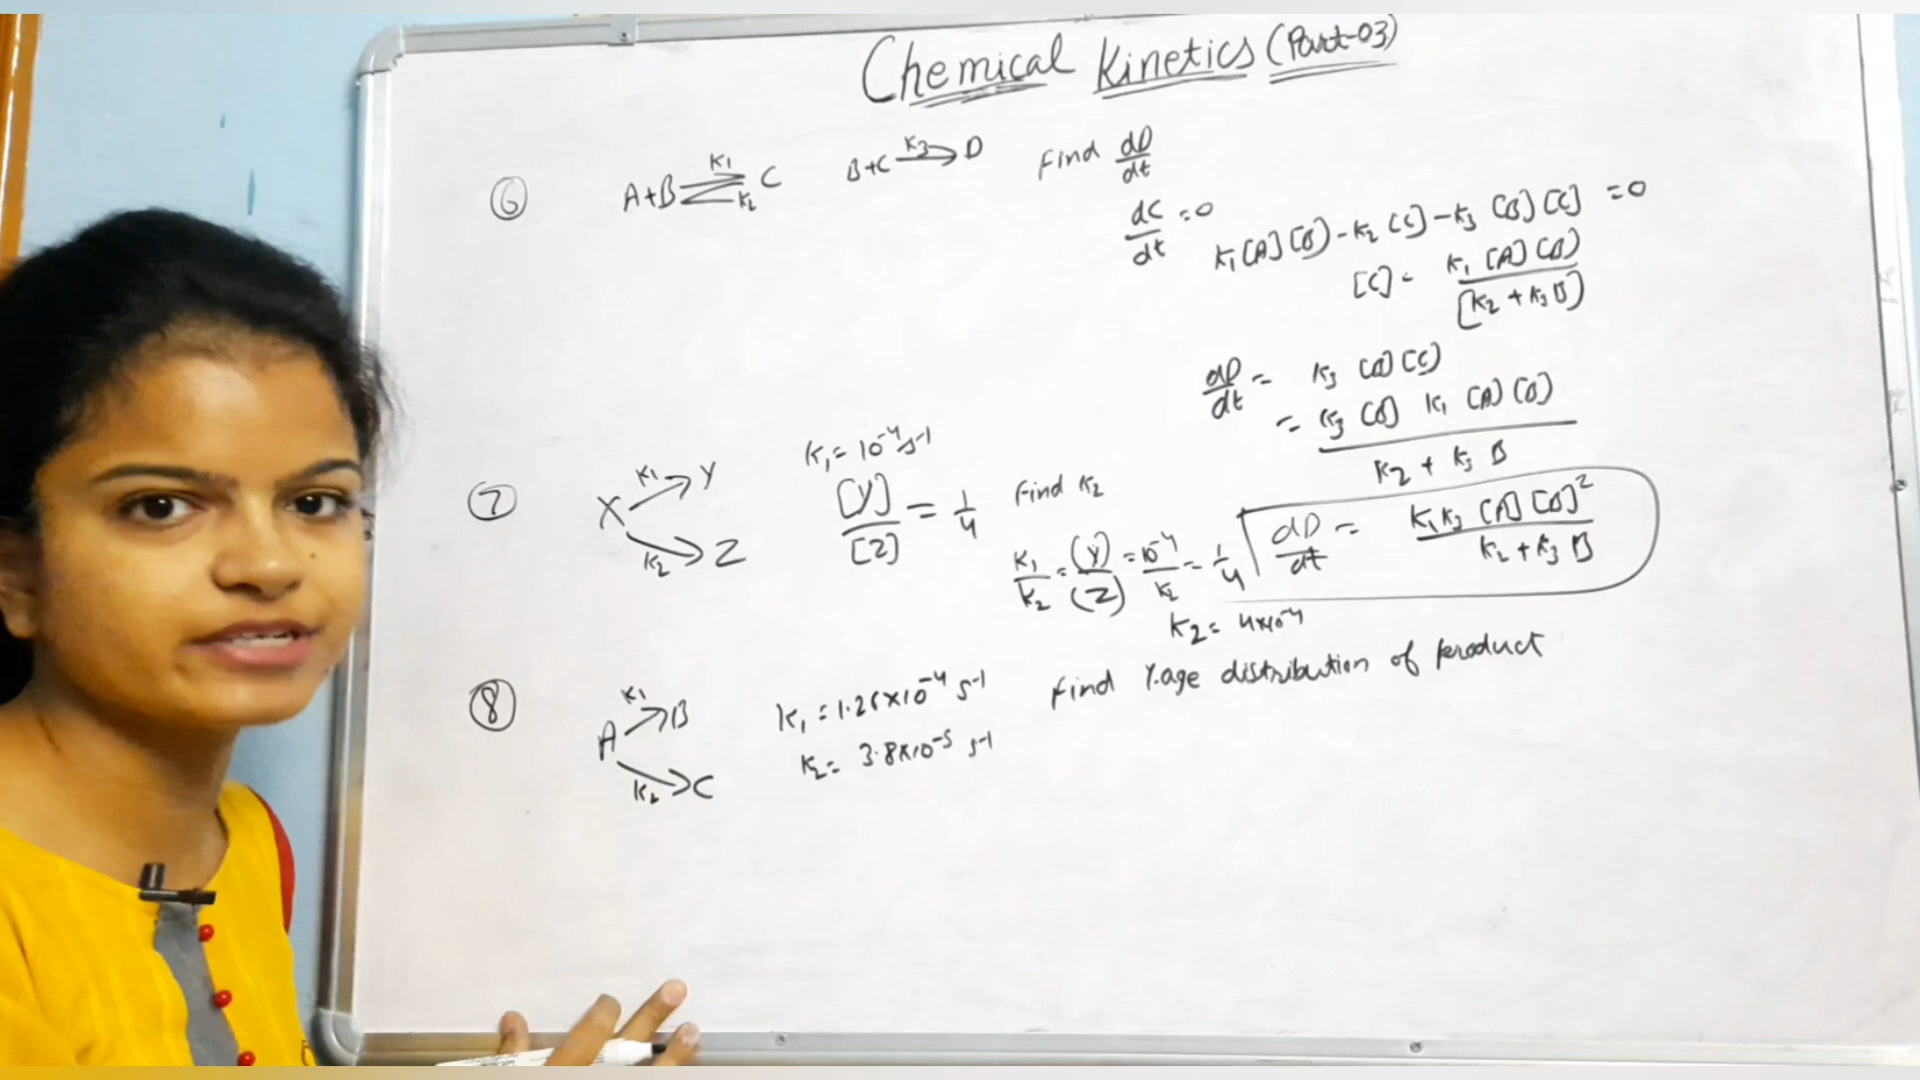 Chemical Kinetics (Part-03)
⑥ A+B ⇌ C K1 K2 B+C →K3 D Find dD/dt
dC/dt = 0
K1[A][B] - K2[C] - K3[B][C] = 0
[C] = K1[A][B] / [K2 + K3 B]
dD/dt = K3 [B][C]
= K3 [B] K1 [A][B] / K2 + K3 B
dD/dt = K1K3 [A][B]² / K2 + K3 B
⑦ X →K1 Y K1 = 10⁻⁴ s⁻¹
X →K2 Z [Y]/[Z] = 1/4 Find K2
K1/K2 = (Y)/(Z) = 10⁻⁴/K2 = 1/4
K2 = 4×10⁻⁴
⑧ A →K1 B K1 = 1.26×10⁻⁴ s⁻¹ Find %age distribution of product
A →K2 C K2 = 3.8×10⁻⁵ s⁻¹